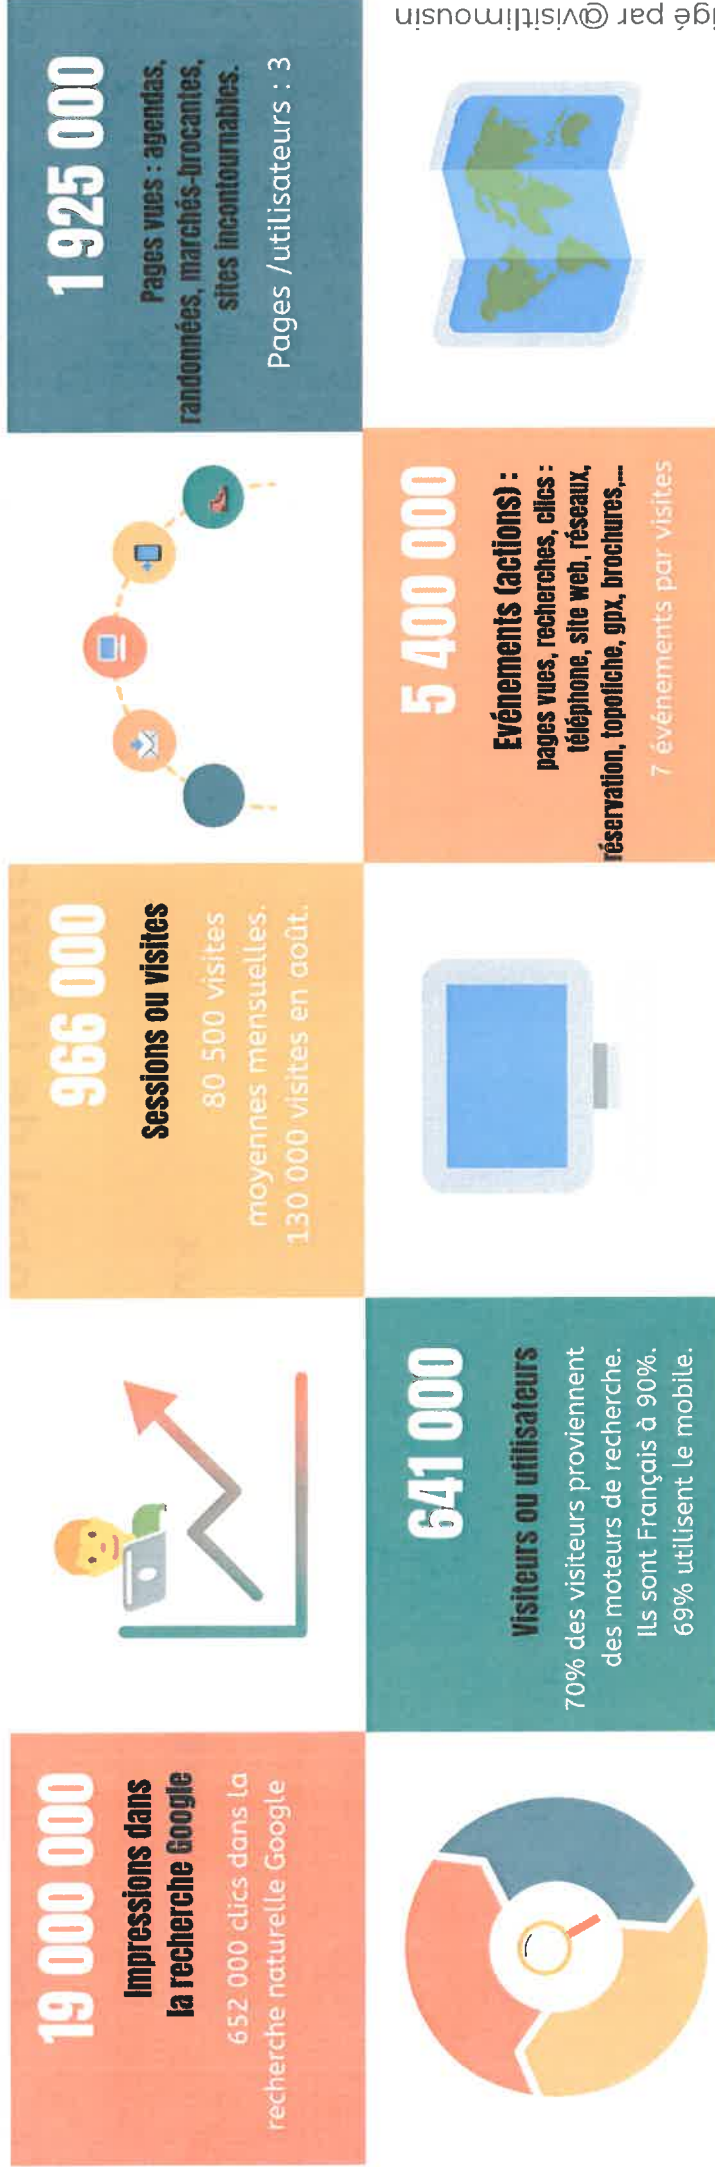 19 000 000
Impressions dans
la recherche Google
652 000 clics dans la
recherche naturelle Google
641 000
Visiteurs ou utilisateurs
70% des visiteurs proviennent
des moteurs de recherche.
Ils sont Français à 90%.
69% utilisent le mobile.
966 000
Sessions ou visites
80 500 visites
moyennes mensuelles.
130 000 visites en août.
5 400 000
Evénements (actions) :
pages vues, recherches, clics :
téléphone, site web, réseaux,
réservation, topofiche, gpx, brochures,...
7 événements par visites
1 925 000
Pages vues : agendas,
randonnées, marchés-brocantes,
sites incontournables.
Pages /utilisateurs : 3
par @visitlimousin